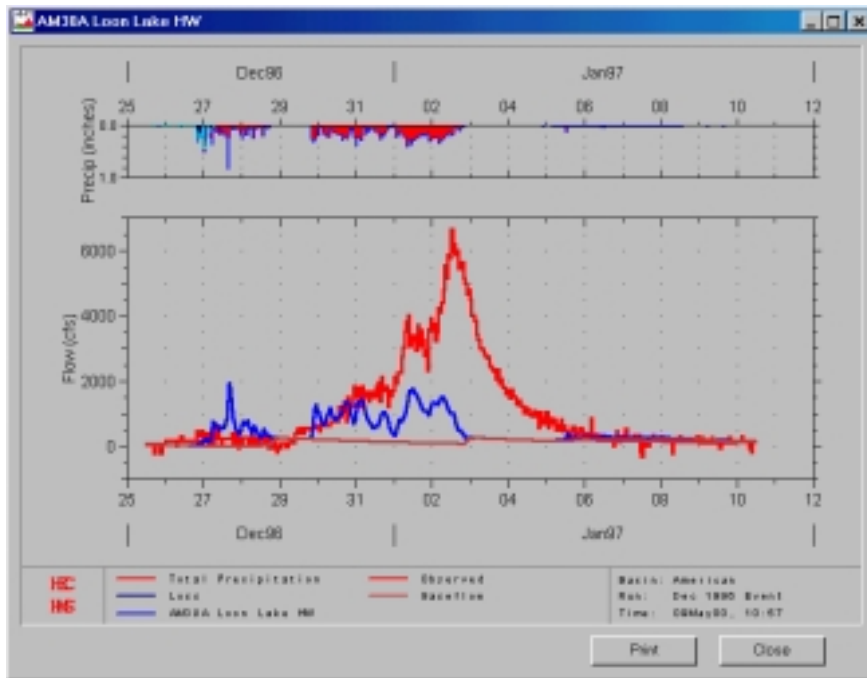 AM38A Loon Lake HW
Dec96 Jan97
25 27 29 31 02 04 06 08 10 12
Precip (inches)
0.0
1.0
Flow (cfs)
6000
4000
2000
0
25 27 29 31 02 04 06 08 10 12
Dec96 Jan97
HEC
HMS
Total Precipitation
Loss
AM38A Loon Lake HW
Observed
Baseflow
Basin: American
Run: Dec 1996 Event
Time:
Print
Close